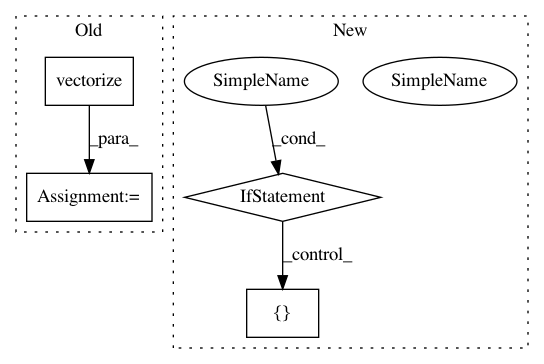 Old
New
vectorize
SimpleName
SimpleName
_para_
_cond_
Assignment:=
IfStatement
_control_
{}